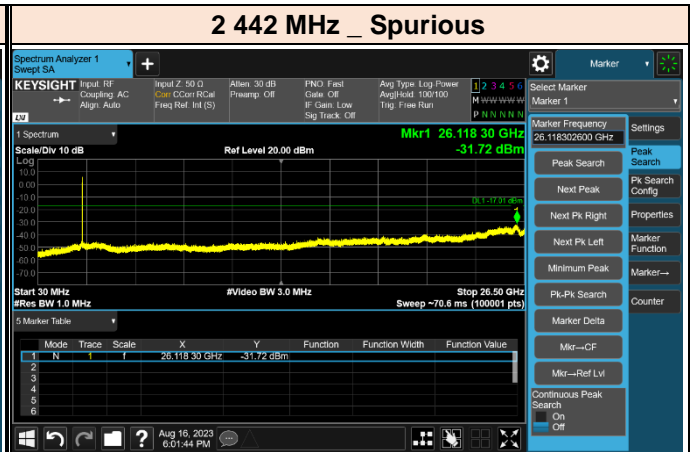 2 442 MHz _ Spurious
Spectrum Analyzer 1
Swept SA
+
Marker
KEYSIGHT
Input: RF
Coupling: AC
Align: Auto
Input Z: 50 Ω
Corr CCorr RCal
Freq Ref: Int (S)
Atten: 30 dB
Preamp: Off
PNO: Fast
Gate: Off
IF Gain: Low
Sig Track: Off
Avg Type: Log-Power
Avg|Hold: 100/100
Trig: Free Run
1 2 3 4 5 6
M W W W W W
P N N N N N
LXI
Select Marker
Marker 1
1 Spectrum
Scale/Div 10 dB
Ref Level 20.00 dBm
Mkr1 26.118 30 GHz
-31.72 dBm
Log
10.0
0.00
-10.0
-20.0
-30.0
-40.0
-50.0
-60.0
-70.0
DL1 -17.01 dBm
1
Start 30 MHz
#Video BW 3.0 MHz
Stop 26.50 GHz
#Res BW 1.0 MHz
Sweep ~70.6 ms (100001 pts)
5 Marker Table
Mode Trace Scale X Y Function Function Width Function Value
1 N 1 f 26.118 30 GHz -31.72 dBm
2
3
4
5
6
Marker Frequency
26.118302600 GHz
Peak Search
Next Peak
Next Pk Right
Next Pk Left
Minimum Peak
Pk-Pk Search
Marker Delta
Mkr→CF
Mkr→Ref Lvl
Continuous Peak
Search
On
Off
Settings
Peak
Search
Pk Search
Config
Properties
Marker
Function
Marker→
Counter
?
Aug 16, 2023
6:01:44 PM